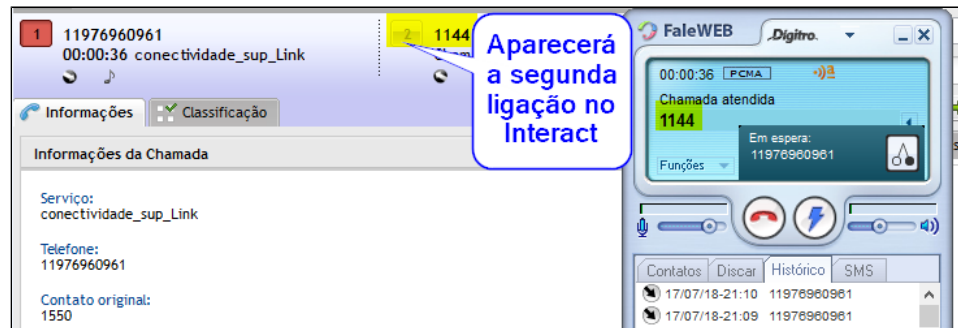 1 11976960961
00:00:36 conectividade_sup_Link
2 1144
Aparecerá
a segunda
ligação no
Interact
Informações
Classificação
Informações da Chamada
Serviço:
conectividade_sup_Link
Telefone:
11976960961
Contato original:
1550
FaleWEB Digitro
00:00:36 PCMA
Chamada atendida
1144
Em espera:
11976960961
Funções
Contatos Discar Histórico SMS
17/07/18-21:10 11976960961
17/07/18-21:09 11976960961